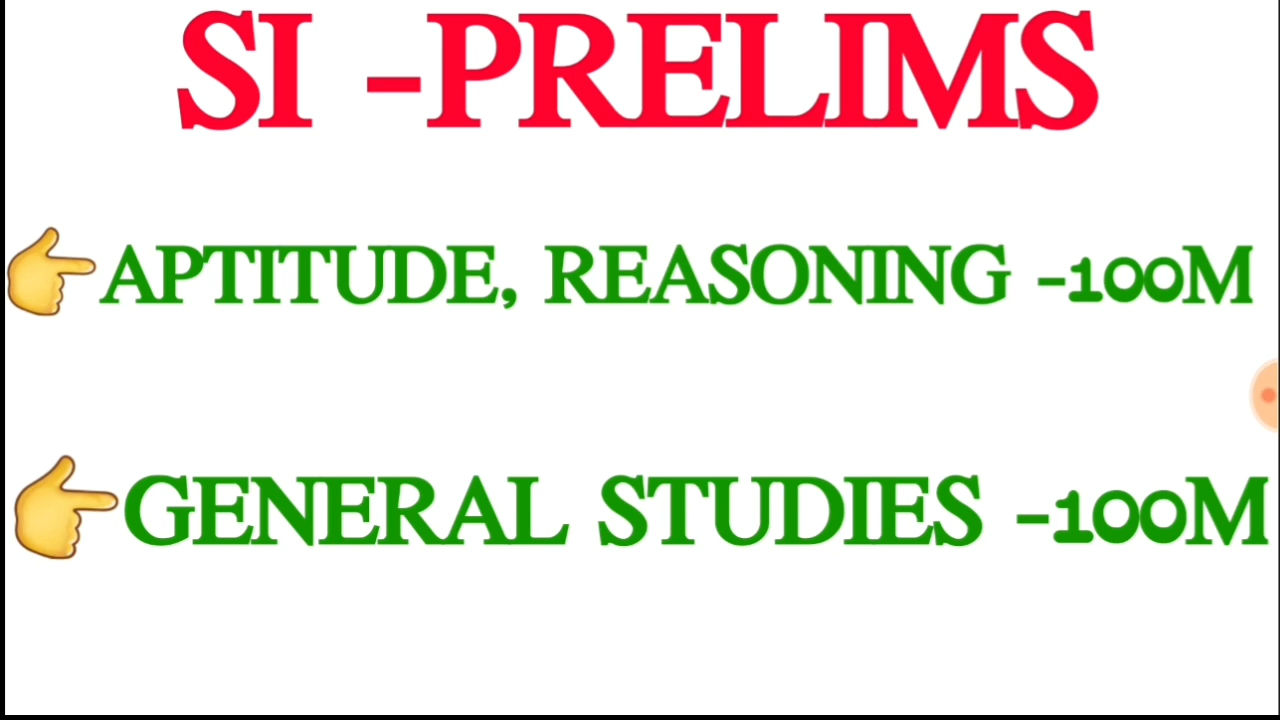 SI -PRELIMS
👉APTITUDE, REASONING -100M
👉GENERAL STUDIES -100M